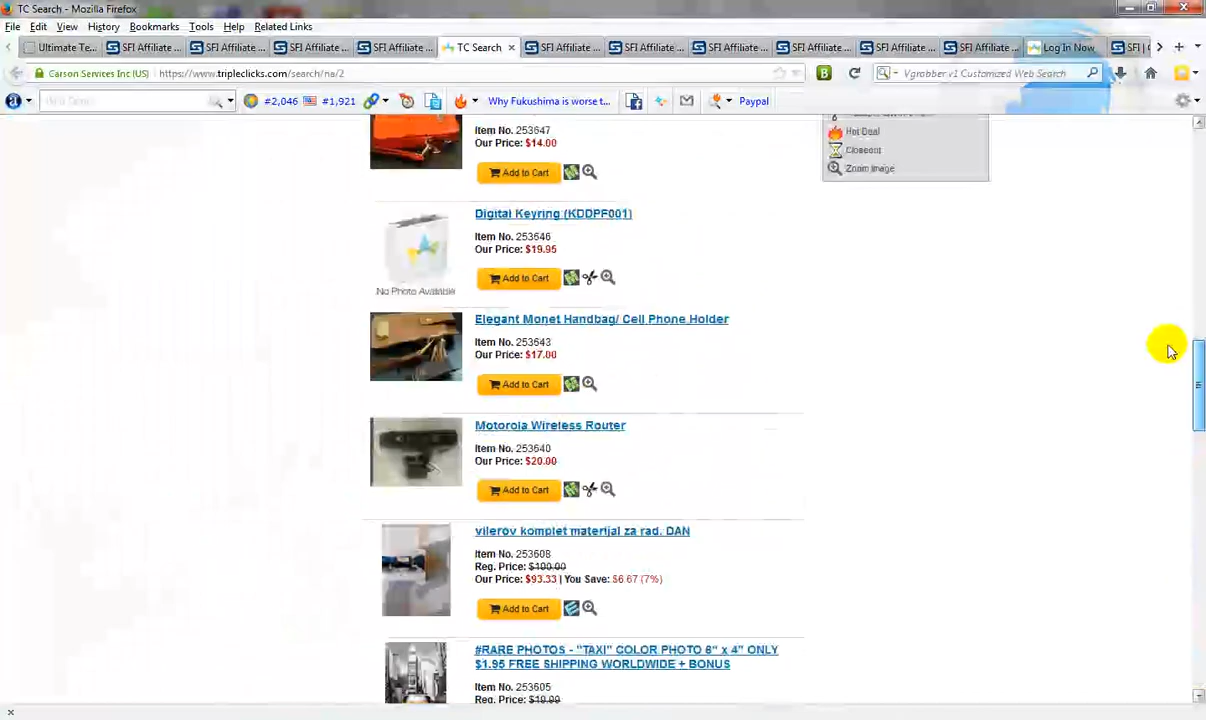 TC Search - Mozilla Firefox
File Edit View History Bookmarks Tools Help Related Links
Ultimate Te... SFI Affiliate ... SFI Affiliate ... SFI Affiliate ... SFI Affiliate ... TC Search SFI Affiliate ... SFI Affiliate ... SFI Affiliate ... SFI Affiliate ... SFI Affiliate ... SFI Affiliate ... Log In Now SFI | 
Carson Services Inc (US) https://www.tripleclicks.com/search/na/2 B Vgrabber v1 Customized Web Search
#2,046 #1,921 Why Fukushima is worse t... Paypal
Item No. 253647
Our Price: $14.00
Add to Cart
Hot Deal
Closeout
Zoom Image
Digital Keyring (KDDPF001)
Item No. 253646
Our Price: $19.95
Add to Cart
No Photo Available
Elegant Monet Handbag/ Cell Phone Holder
Item No. 253643
Our Price: $17.00
Add to Cart
Motorola Wireless Router
Item No. 253640
Our Price: $20.00
Add to Cart
vilerov komplet materijal za rad. DAN
Item No. 253608
Reg. Price: $100.00
Our Price: $93.33 | You Save: $6.67 (7%)
Add to Cart
#RARE PHOTOS - "TAXI" COLOR PHOTO 6" x 4" ONLY
$1.95 FREE SHIPPING WORLDWIDE + BONUS
Item No. 253605
Reg. Price: $19.99